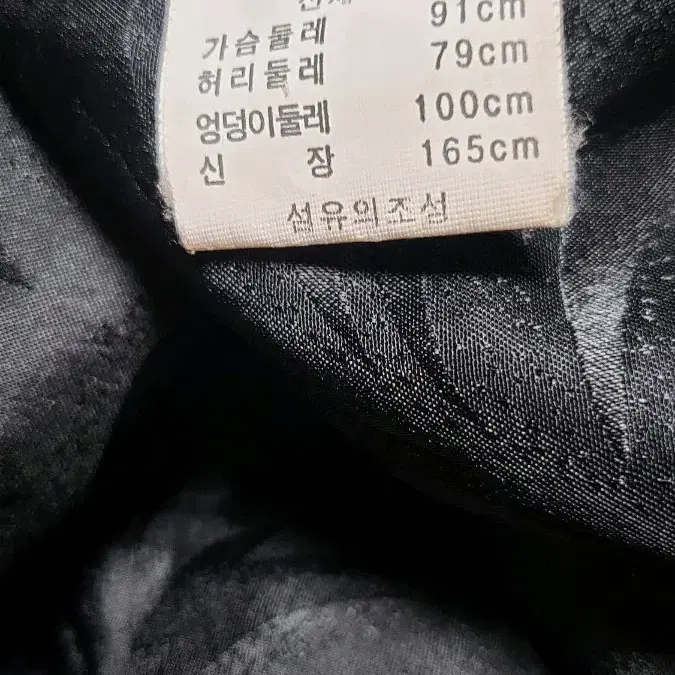 가슴둘레 91cm
허리둘레 79cm
엉덩이둘레 100cm
신 장 165cm
섬유의조성